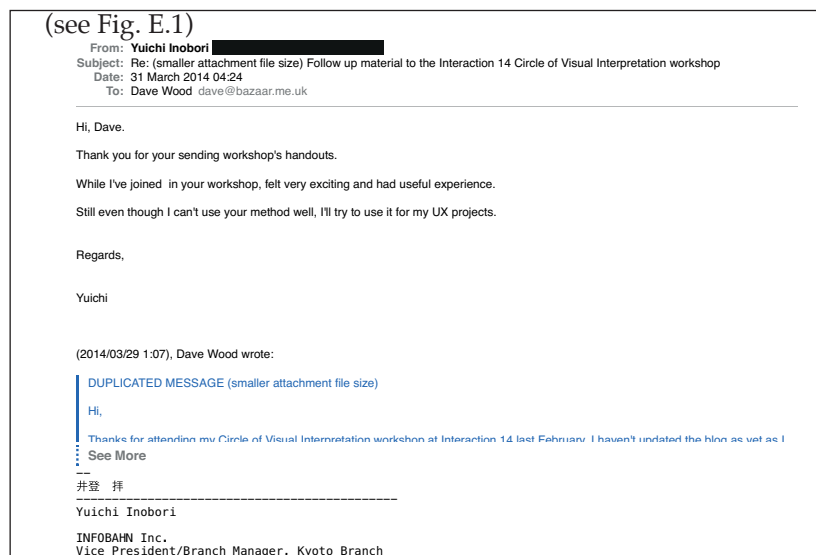 (see Fig. E.1)
From: Yuichi Inobori
Subject: Re: (smaller attachment file size) Follow up material to the Interaction 14 Circle of Visual Interpretation workshop
Date: 31 March 2014 04:24
To: Dave Wood dave@bazaar.me.uk
Hi, Dave.
Thank you for your sending workshop's handouts.
While I've joined in your workshop, felt very exciting and had useful experience.
Still even though I can't use your method well, I'll try to use it for my UX projects.
Regards,
Yuichi
(2014/03/29 1:07), Dave Wood wrote:
DUPLICATED MESSAGE (smaller attachment file size)
Hi,
Thanks for attending my Circle of Visual Interpretation workshop at Interaction 14 last February. I haven't updated the blog as yet as I
See More
--
井登　拝
---------------------------------------------
Yuichi Inobori
INFOBAHN Inc.
Vice President/Branch Manager, Kyoto Branch